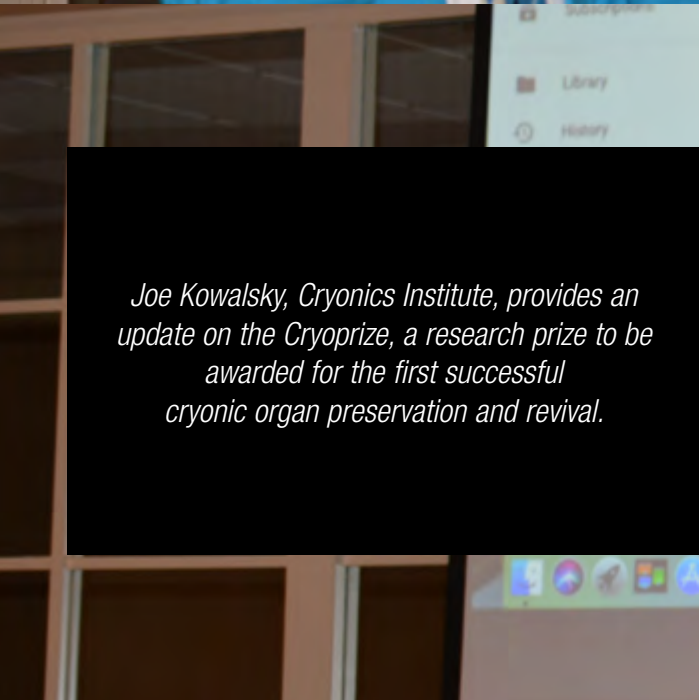 Subscriptions
Library
History
Joe Kowalsky, Cryonics Institute, provides an
update on the Cryoprize, a research prize to be
awarded for the first successful
cryonic organ preservation and revival.